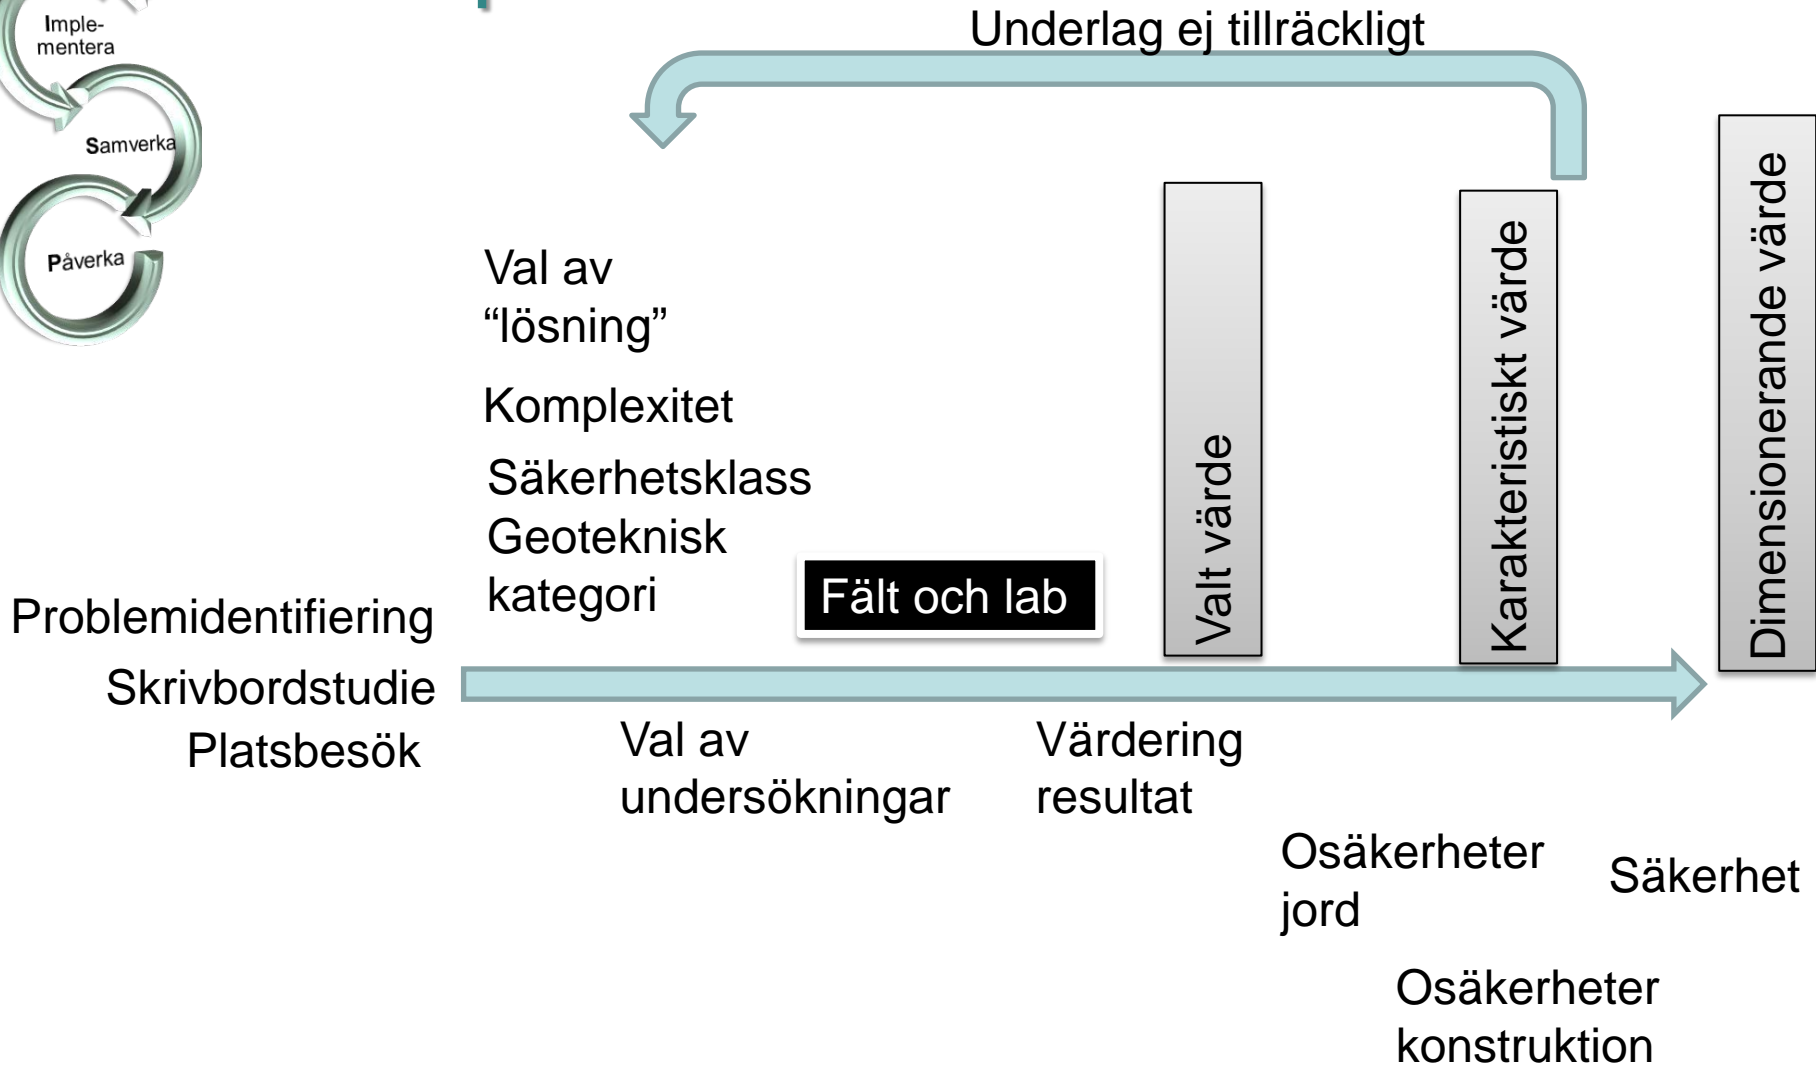 Imple-
mentera
Samverka
Påverka
Underlag ej tillräckligt
Val av
“lösning”
Komplexitet
Säkerhetsklass
Geoteknisk
kategori
Fält och lab
Valt värde
Karakteristiskt värde
Dimensionerande värde
Problemidentifiering
Skrivbordstudie
Platsbesök
Val av
undersökningar
Värdering
resultat
Osäkerheter
jord
Säkerhet
Osäkerheter
konstruktion